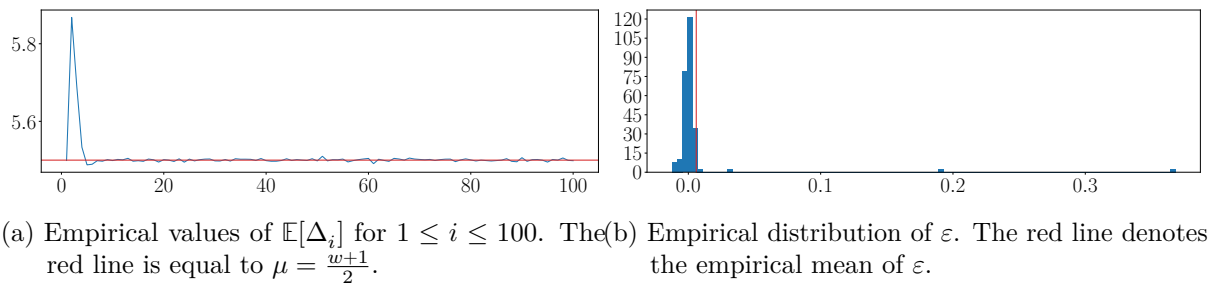 5.8
5.6
0 20 40 60 80 100
120
105
90
75
60
45
30
15
0
0.0 0.1 0.2 0.3
(a) Empirical values of 𝔼[Δᵢ] for 1 ≤ i ≤ 100. The
red line is equal to μ = (w+1)/2.
(b) Empirical distribution of ε. The red line denotes
the empirical mean of ε.